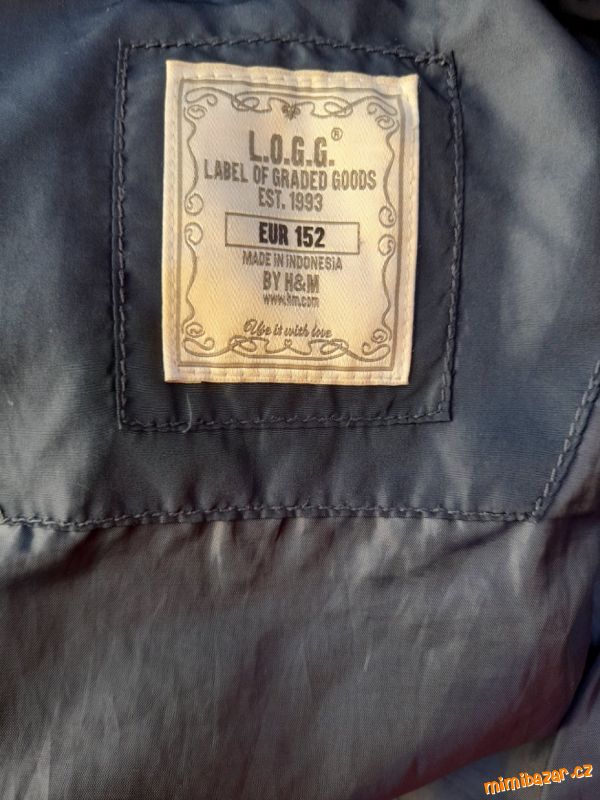 L.O.G.G.®
LABEL OF GRADED GOODS
EST. 1993
EUR 152
MADE IN INDONESIA
BY H&M
www.hm.com
Use it with love
mimibazar.cz